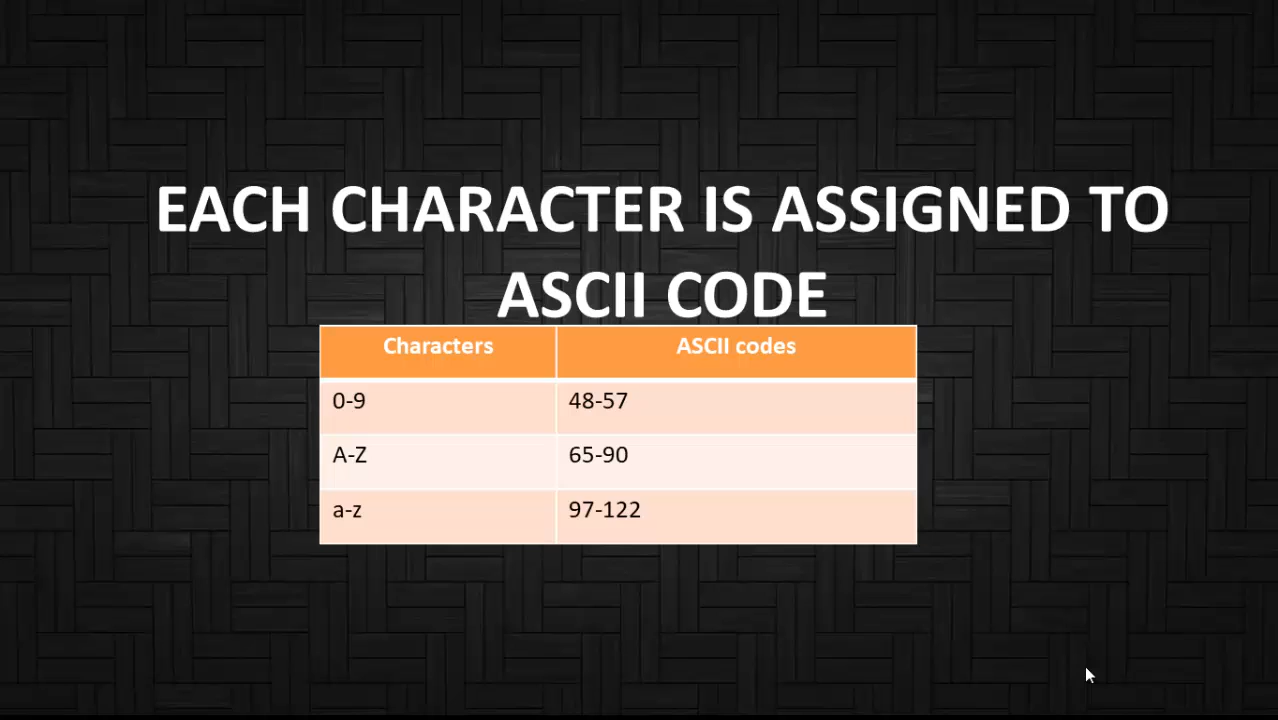 EACH CHARACTER IS ASSIGNED TO
ASCII CODE
Characters ASCII codes
0-9 48-57
A-Z 65-90
a-z 97-122